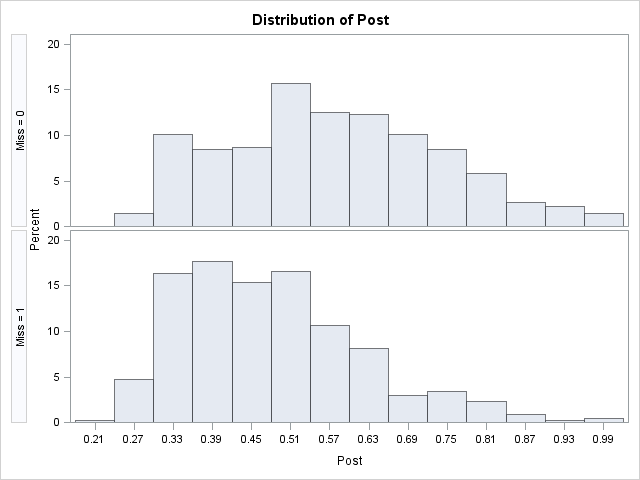 Distribution of Post
Percent
Miss = 0
20
15
10
5
0
Miss = 1
20
15
10
5
0
0.21 0.27 0.33 0.39 0.45 0.51 0.57 0.63 0.69 0.75 0.81 0.87 0.93 0.99
Post